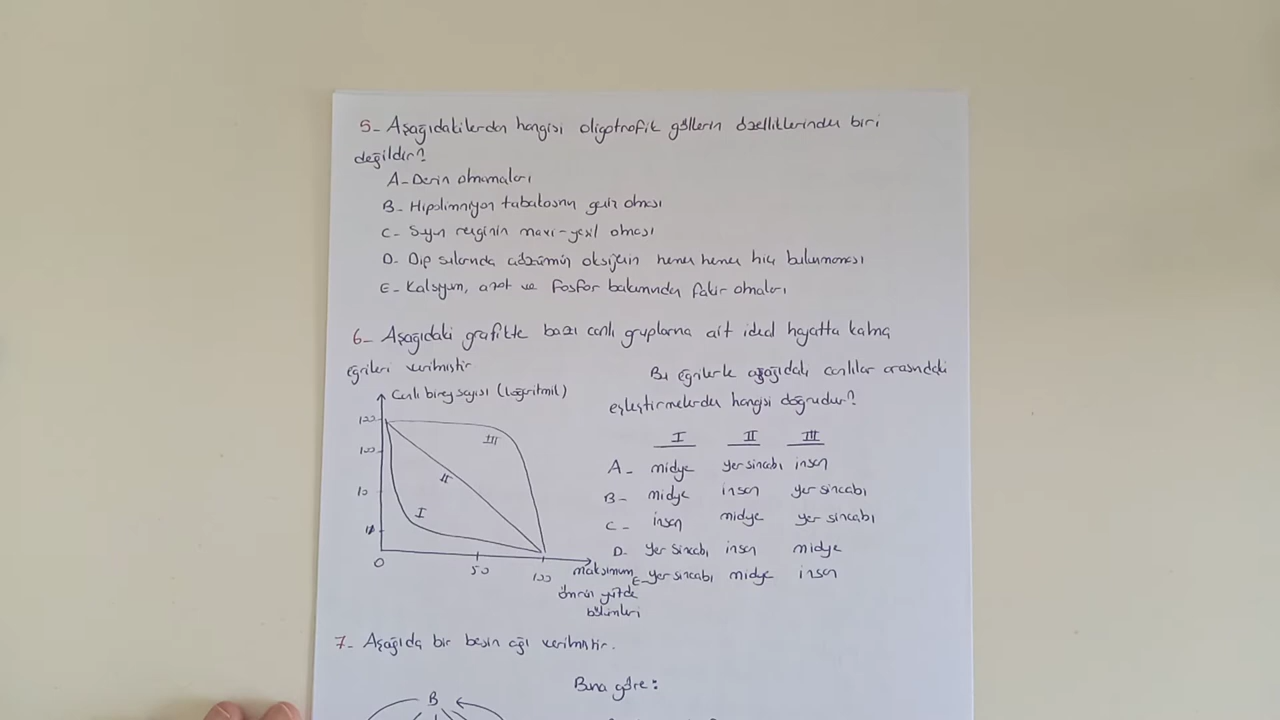 5- Aşağıdakilerden hangisi oligotrofik göllerin özelliklerinden biri
değildir?
A- Derin olmamaları
B- Hipolimniyon tabakasının geniş olması
C- Suyun renginin mavi-yeşil olması
D- Dip sularında çözünmüş oksijenin hemen hemen hiç bulunmaması
E- Kalsiyum, azot ve fosfor bakımından fakir olmaları
6- Aşağıdaki grafikte bazı canlı gruplarına ait ideal hayatta kalma
eğrileri verilmiştir
Bu eğrilerle aşağıdaki canlılar arasındaki
eşleştirmelerden hangisi doğrudur?
Canlı birey sayısı (logaritmik)
100
100
10
1
I
II
III
0
50
100
maksimum
ömrün yüzde
bölümleri
I II III
A- midye yer sincabı insan
B- midye insan yer sincabı
C- insan midye yer sincabı
D- yer sincabı insan midye
E- yer sincabı midye insan
7- Aşağıda bir besin ağı verilmiştir.
Buna göre:
B